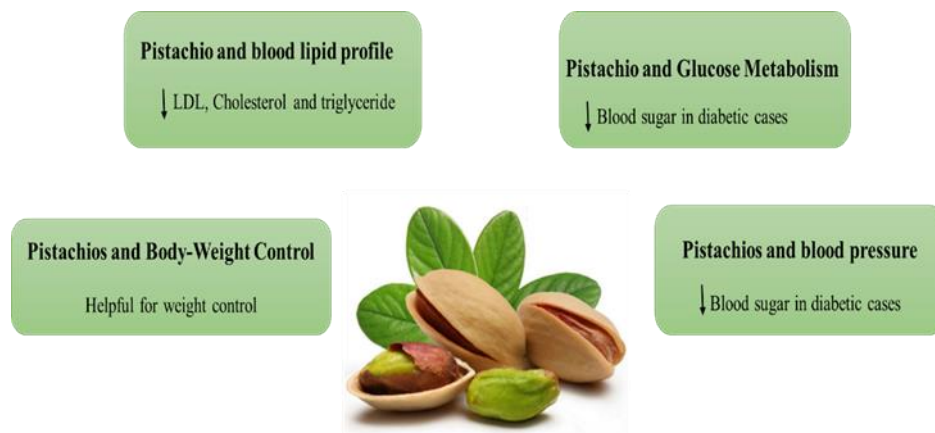 Pistachio and blood lipid profile
↓ LDL, Cholesterol and triglyceride
Pistachio and Glucose Metabolism
↓ Blood sugar in diabetic cases
Pistachios and Body-Weight Control
Helpful for weight control
Pistachios and blood pressure
↓ Blood sugar in diabetic cases